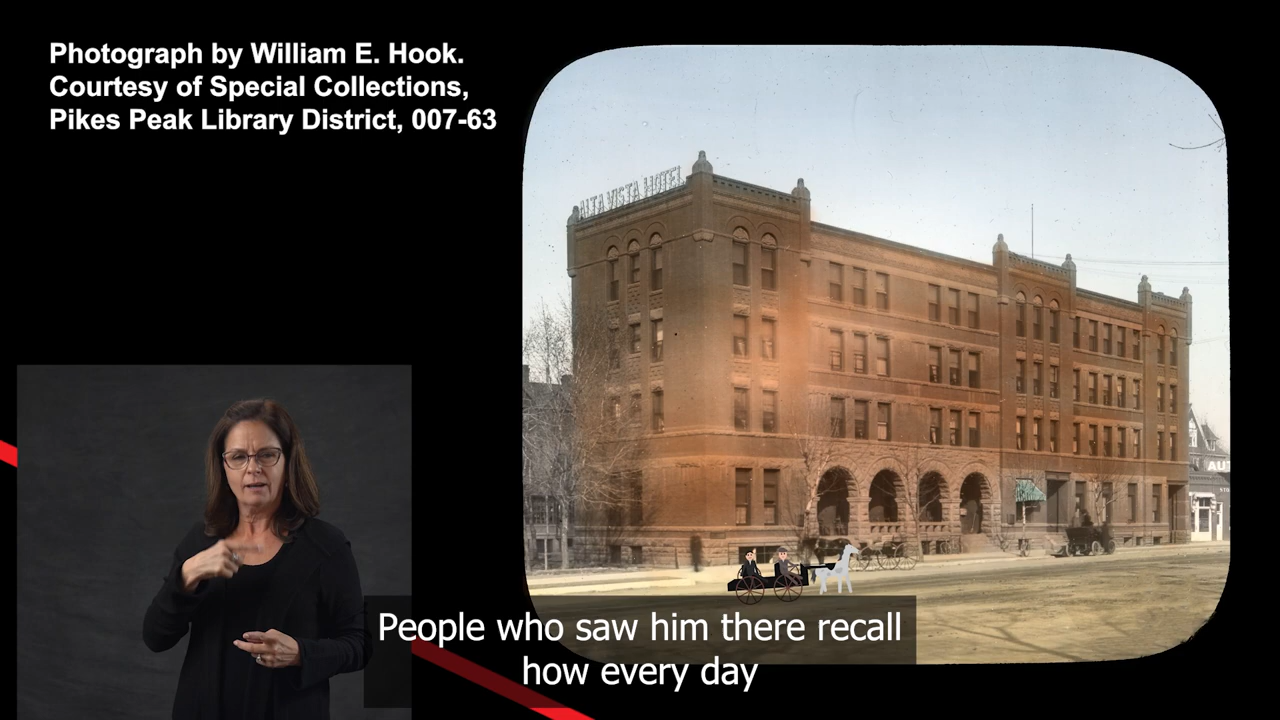 Photograph by William E. Hook.
Courtesy of Special Collections,
Pikes Peak Library District, 007-63
ALTA VISTA HOTEL
AU
People who saw him there recall
how every day